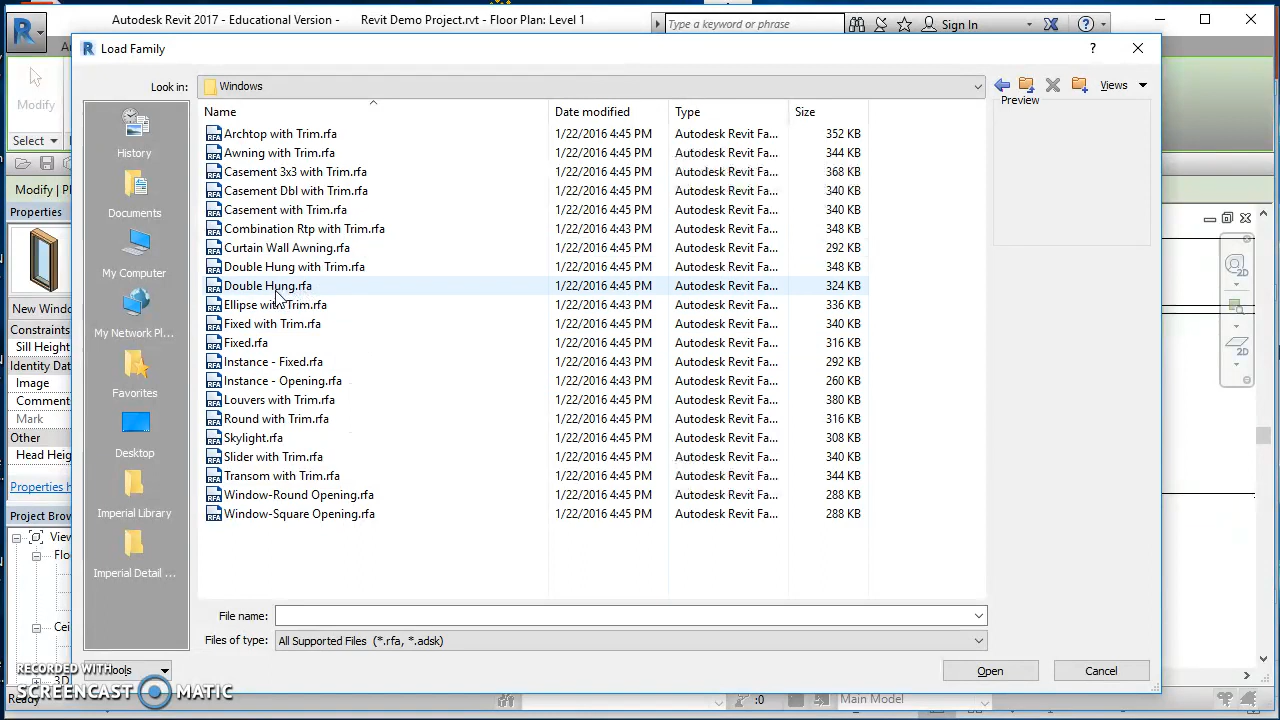 Autodesk Revit 2017 - Educational Version - Revit Demo Project.rvt - Floor Plan: Level 1
Type a keyword or phrase
Sign In
Load Family
Look in: Windows
Views
Modify
Select
Modify | Pl
Properties
New Windo
Constraints
Sill Height
Identity Data
Image
Comment
Mark
Other
Head Heig
Properties h
Project Brow
View
Floo
Ceil
3D
Ready
History
Documents
My Computer
My Network Pl...
Favorites
Desktop
Imperial Library
Imperial Detail ...
Tools
Name Date modified Type Size
Preview
Archtop with Trim.rfa 1/22/2016 4:45 PM Autodesk Revit Fa... 352 KB
Awning with Trim.rfa 1/22/2016 4:45 PM Autodesk Revit Fa... 344 KB
Casement 3x3 with Trim.rfa 1/22/2016 4:45 PM Autodesk Revit Fa... 368 KB
Casement Dbl with Trim.rfa 1/22/2016 4:45 PM Autodesk Revit Fa... 340 KB
Casement with Trim.rfa 1/22/2016 4:45 PM Autodesk Revit Fa... 340 KB
Combination Rtp with Trim.rfa 1/22/2016 4:43 PM Autodesk Revit Fa... 348 KB
Curtain Wall Awning.rfa 1/22/2016 4:45 PM Autodesk Revit Fa... 292 KB
Double Hung with Trim.rfa 1/22/2016 4:45 PM Autodesk Revit Fa... 348 KB
Double Hung.rfa 1/22/2016 4:45 PM Autodesk Revit Fa... 324 KB
Ellipse with Trim.rfa 1/22/2016 4:43 PM Autodesk Revit Fa... 336 KB
Fixed with Trim.rfa 1/22/2016 4:45 PM Autodesk Revit Fa... 340 KB
Fixed.rfa 1/22/2016 4:45 PM Autodesk Revit Fa... 316 KB
Instance - Fixed.rfa 1/22/2016 4:43 PM Autodesk Revit Fa... 292 KB
Instance - Opening.rfa 1/22/2016 4:43 PM Autodesk Revit Fa... 260 KB
Louvers with Trim.rfa 1/22/2016 4:45 PM Autodesk Revit Fa... 380 KB
Round with Trim.rfa 1/22/2016 4:45 PM Autodesk Revit Fa... 316 KB
Skylight.rfa 1/22/2016 4:45 PM Autodesk Revit Fa... 308 KB
Slider with Trim.rfa 1/22/2016 4:45 PM Autodesk Revit Fa... 340 KB
Transom with Trim.rfa 1/22/2016 4:45 PM Autodesk Revit Fa... 344 KB
Window-Round Opening.rfa 1/22/2016 4:45 PM Autodesk Revit Fa... 288 KB
Window-Square Opening.rfa 1/22/2016 4:45 PM Autodesk Revit Fa... 288 KB
File name:
Files of type: All Supported Files (*.rfa, *.adsk)
Open Cancel
2D
2D
:0
Main Model
RECORDED WITH
SCREENCAST MATIC